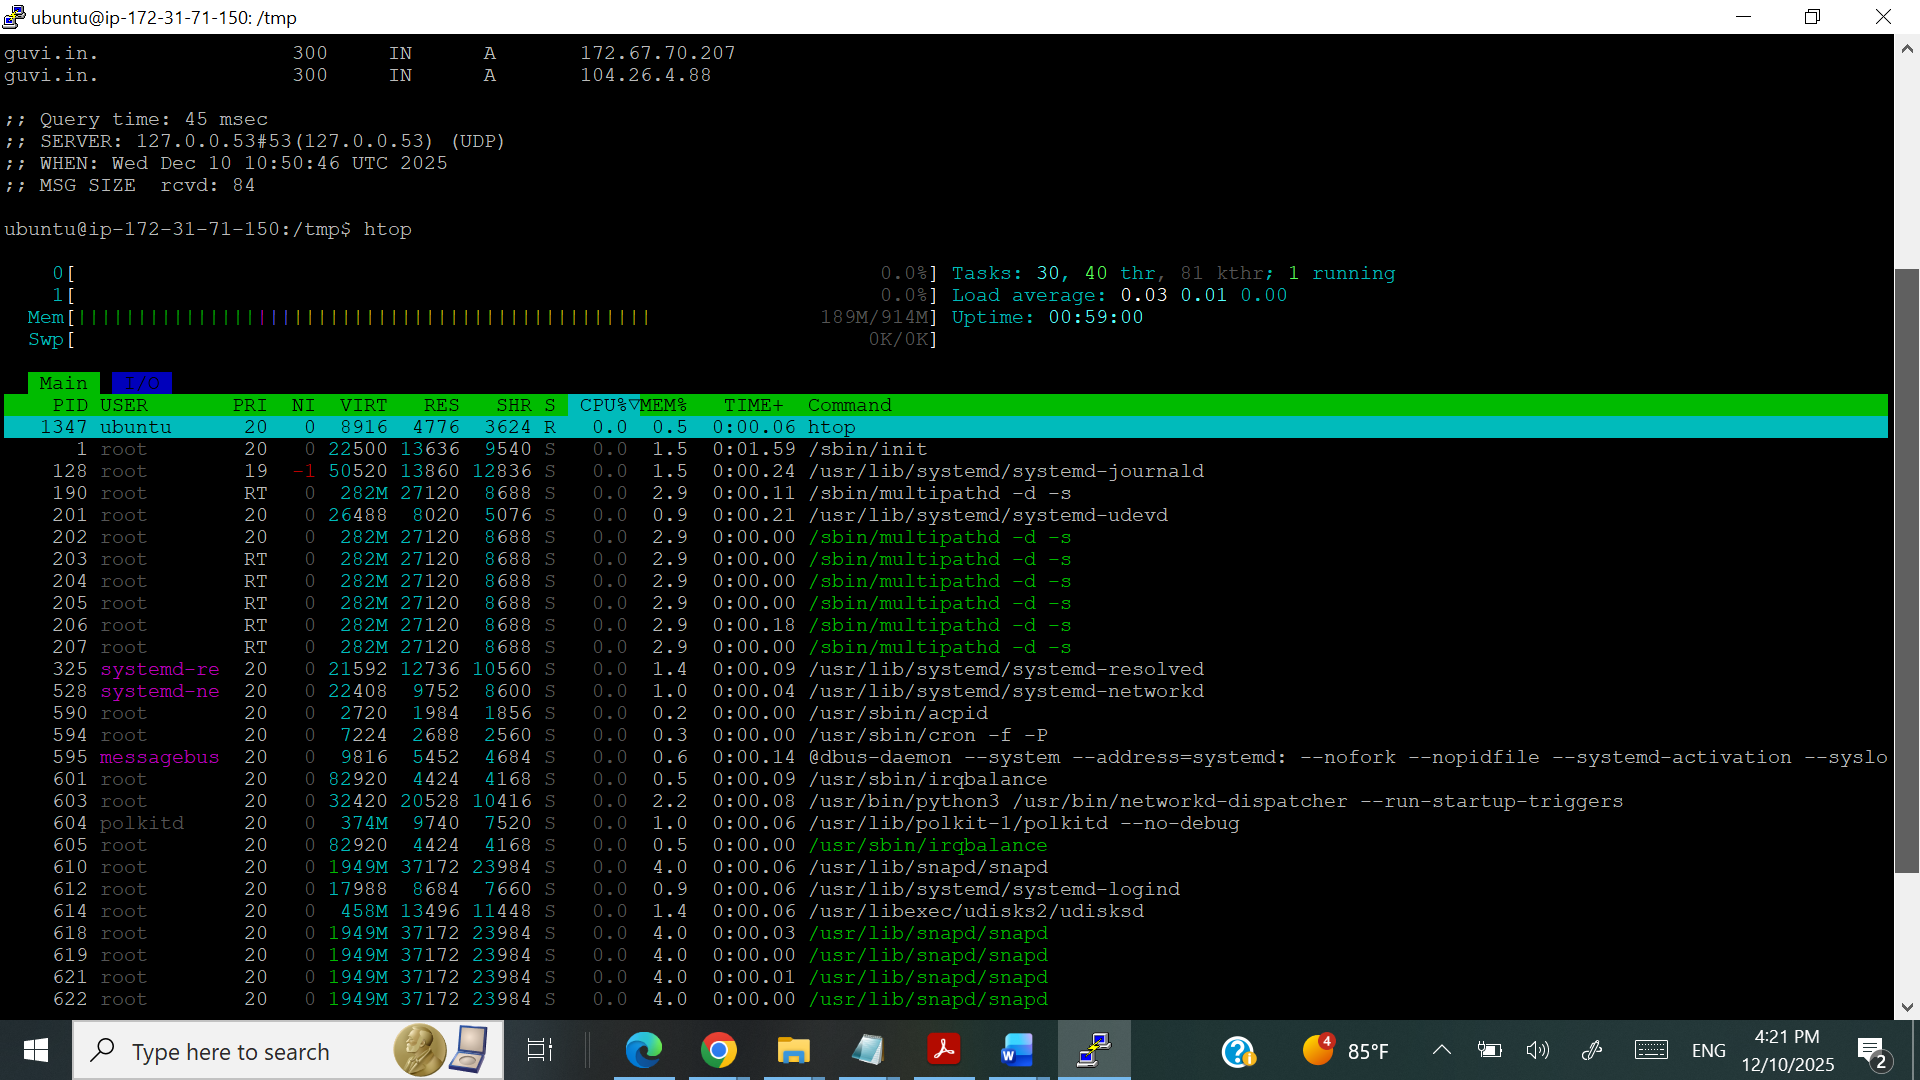 ubuntu@ip-172-31-71-150: /tmp
guvi.in. 300 IN A 172.67.70.207
guvi.in. 300 IN A 104.26.4.88
;; Query time: 45 msec
;; SERVER: 127.0.0.53#53(127.0.0.53) (UDP)
;; WHEN: Wed Dec 10 10:50:46 UTC 2025
;; MSG SIZE  rcvd: 84
ubuntu@ip-172-31-71-150:/tmp$ htop
0[ 0.0%] Tasks: 30, 40 thr, 81 kthr; 1 running
1[ 0.0%] Load average: 0.03 0.01 0.00
Mem[|||||||||||||||||||||||||||||||||||||||||||||||| 189M/914M] Uptime: 00:59:00
Swp[ 0K/0K]
Main I/O
PID USER PRI NI VIRT RES SHR S CPU%▽MEM% TIME+ Command
1347 ubuntu 20 0 8916 4776 3624 R 0.0 0.5 0:00.06 htop
1 root 20 0 22500 13636 9540 S 0.0 1.5 0:01.59 /sbin/init
128 root 19 -1 50520 13860 12836 S 0.0 1.5 0:00.24 /usr/lib/systemd/systemd-journald
190 root RT 0 282M 27120 8688 S 0.0 2.9 0:00.11 /sbin/multipathd -d -s
201 root 20 0 26488 8020 5076 S 0.0 0.9 0:00.21 /usr/lib/systemd/systemd-udevd
202 root 20 0 282M 27120 8688 S 0.0 2.9 0:00.00 /sbin/multipathd -d -s
203 root RT 0 282M 27120 8688 S 0.0 2.9 0:00.00 /sbin/multipathd -d -s
204 root RT 0 282M 27120 8688 S 0.0 2.9 0:00.00 /sbin/multipathd -d -s
205 root RT 0 282M 27120 8688 S 0.0 2.9 0:00.00 /sbin/multipathd -d -s
206 root RT 0 282M 27120 8688 S 0.0 2.9 0:00.18 /sbin/multipathd -d -s
207 root RT 0 282M 27120 8688 S 0.0 2.9 0:00.00 /sbin/multipathd -d -s
325 systemd-re 20 0 21592 12736 10560 S 0.0 1.4 0:00.09 /usr/lib/systemd/systemd-resolved
528 systemd-ne 20 0 22408 9752 8600 S 0.0 1.0 0:00.04 /usr/lib/systemd/systemd-networkd
590 root 20 0 2720 1984 1856 S 0.0 0.2 0:00.00 /usr/sbin/acpid
594 root 20 0 7224 2688 2560 S 0.0 0.3 0:00.00 /usr/sbin/cron -f -P
595 messagebus 20 0 9816 5452 4684 S 0.0 0.6 0:00.14 @dbus-daemon --system --address=systemd: --nofork --nopidfile --systemd-activation --syslo
601 root 20 0 82920 4424 4168 S 0.0 0.5 0:00.09 /usr/sbin/irqbalance
603 root 20 0 32420 20528 10416 S 0.0 2.2 0:00.08 /usr/bin/python3 /usr/bin/networkd-dispatcher --run-startup-triggers
604 polkitd 20 0 374M 9740 7520 S 0.0 1.0 0:00.06 /usr/lib/polkit-1/polkitd --no-debug
605 root 20 0 82920 4424 4168 S 0.0 0.5 0:00.00 /usr/sbin/irqbalance
610 root 20 0 1949M 37172 23984 S 0.0 4.0 0:00.06 /usr/lib/snapd/snapd
612 root 20 0 17988 8684 7660 S 0.0 0.9 0:00.06 /usr/lib/systemd/systemd-logind
614 root 20 0 458M 13496 11448 S 0.0 1.4 0:00.06 /usr/libexec/udisks2/udisksd
618 root 20 0 1949M 37172 23984 S 0.0 4.0 0:00.03 /usr/lib/snapd/snapd
619 root 20 0 1949M 37172 23984 S 0.0 4.0 0:00.00 /usr/lib/snapd/snapd
621 root 20 0 1949M 37172 23984 S 0.0 4.0 0:00.01 /usr/lib/snapd/snapd
622 root 20 0 1949M 37172 23984 S 0.0 4.0 0:00.00 /usr/lib/snapd/snapd
Type here to search
4
85°F
ENG
4:21 PM
12/10/2025
2